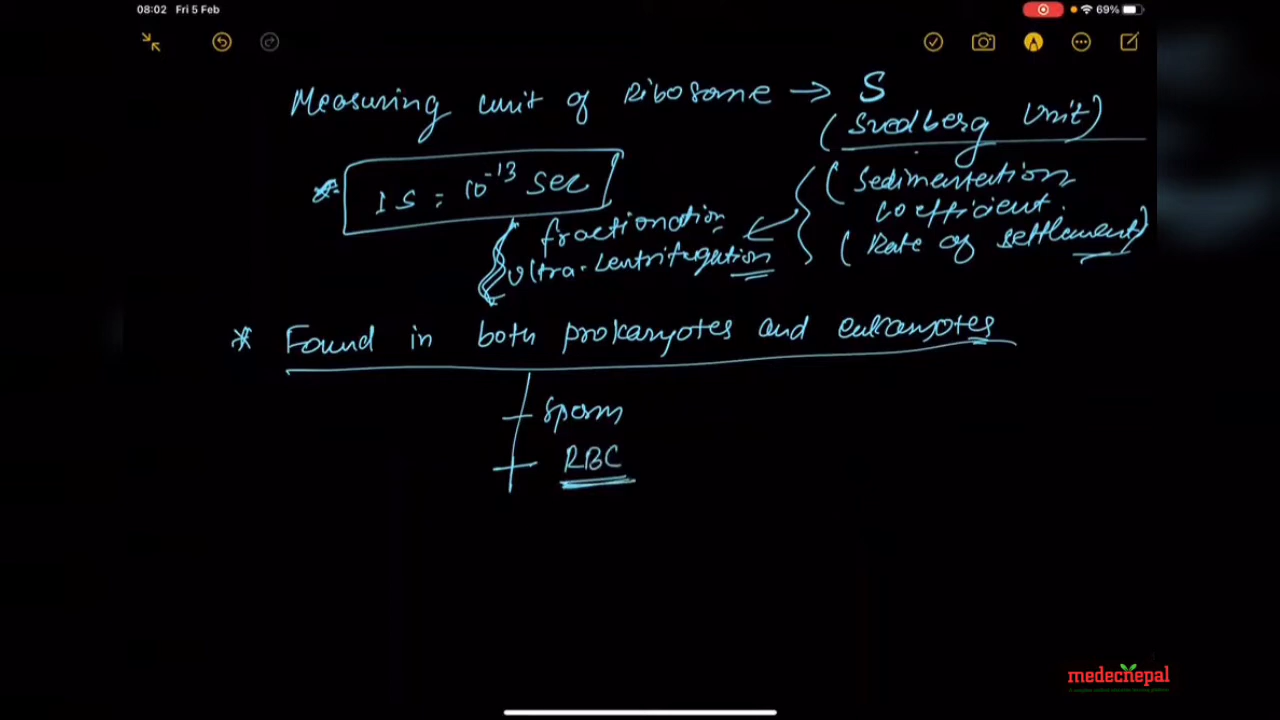 08:02 Fri 5 Feb
69%
Measuring unit of Ribosome → S
(Svedberg Unit)
* 1 S = 10⁻¹³ sec
(Sedimentation
coefficient.
(Rate of settlement)
fractionation
Ultra-Centrifugation
* Found in both prokaryotes and eukaryotes
Sperm
RBC
medecnepal